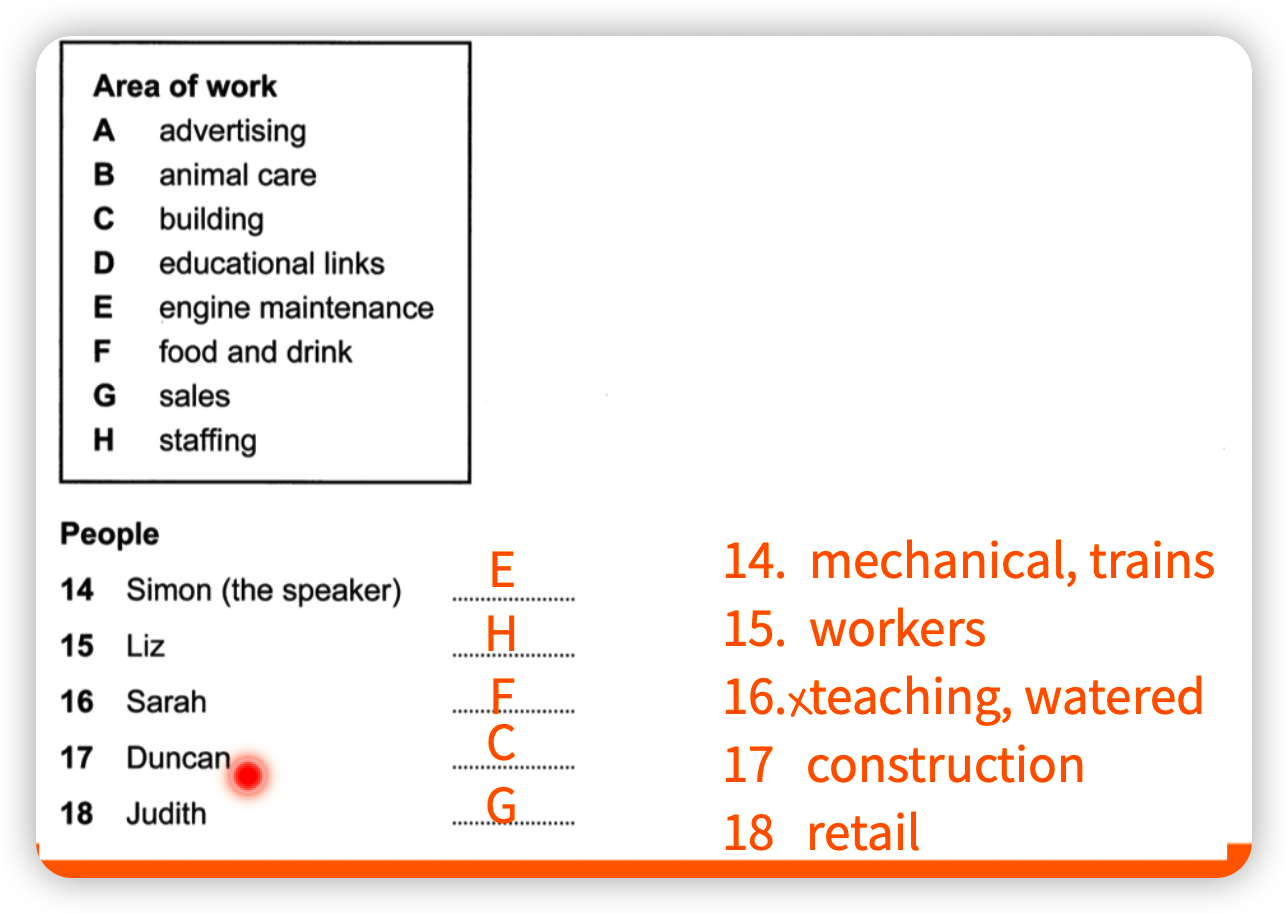 Area of work
A advertising
B animal care
C building
D educational links
E engine maintenance
F food and drink
G sales
H staffing
People
14 Simon (the speaker) .................... E
15 Liz .................... H
16 Sarah .................... F
17 Duncan .................... C
18 Judith .................... G
14. mechanical, trains
15. workers
16.xteaching, watered
17 construction
18 retail